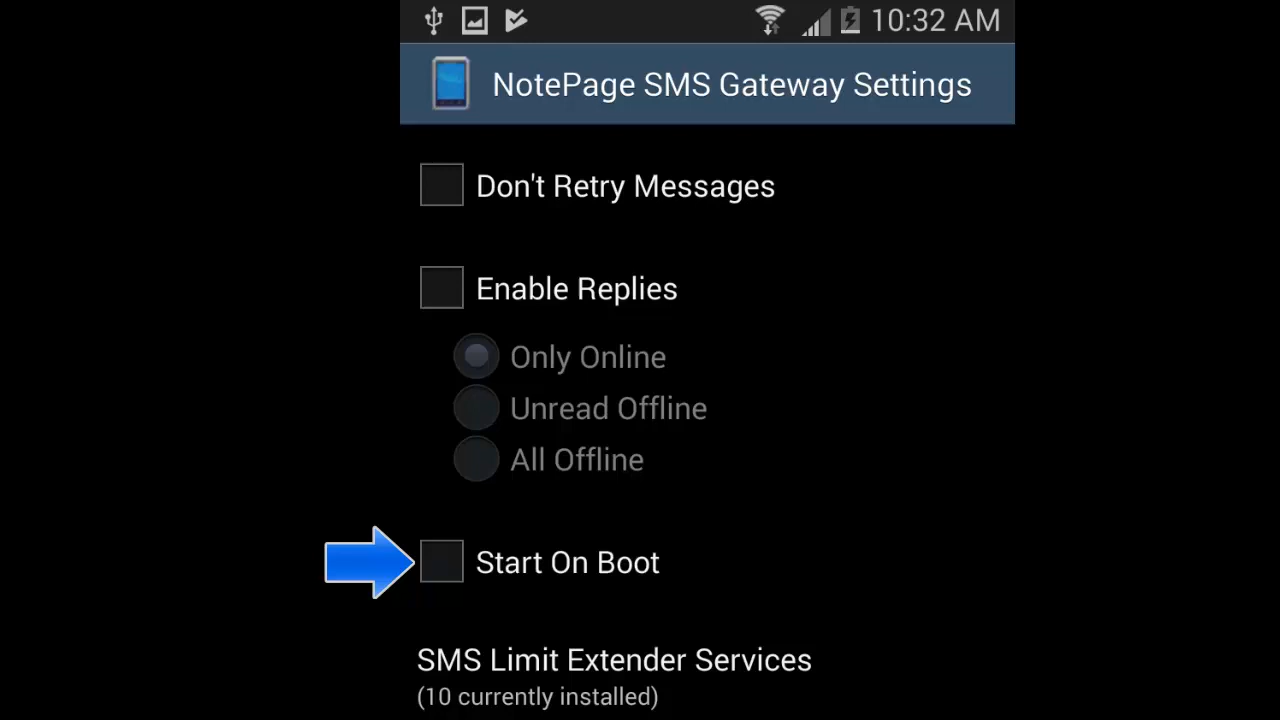 10:32 AM
NotePage SMS Gateway Settings
Don't Retry Messages
Enable Replies
Only Online
Unread Offline
All Offline
Start On Boot
SMS Limit Extender Services
(10 currently installed)